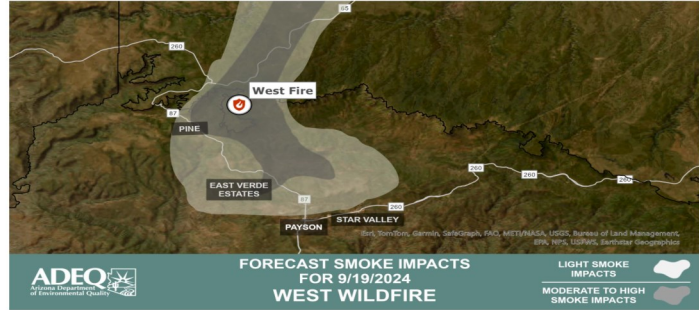 65
260
West Fire
87
PINE
260
260
260
EAST VERDE
ESTATES
87
260
STAR VALLEY
PAYSON
Esri, TomTom, Garmin, SafeGraph, FAO, METI/NASA, USGS, Bureau of Land Management,
EPA, NPS, USFWS, Earthstar Geographics
ADEQ
Arizona Department
of Environmental Quality
FORECAST SMOKE IMPACTS
FOR 9/19/2024
WEST WILDFIRE
LIGHT SMOKE
IMPACTS
MODERATE TO HIGH
SMOKE IMPACTS